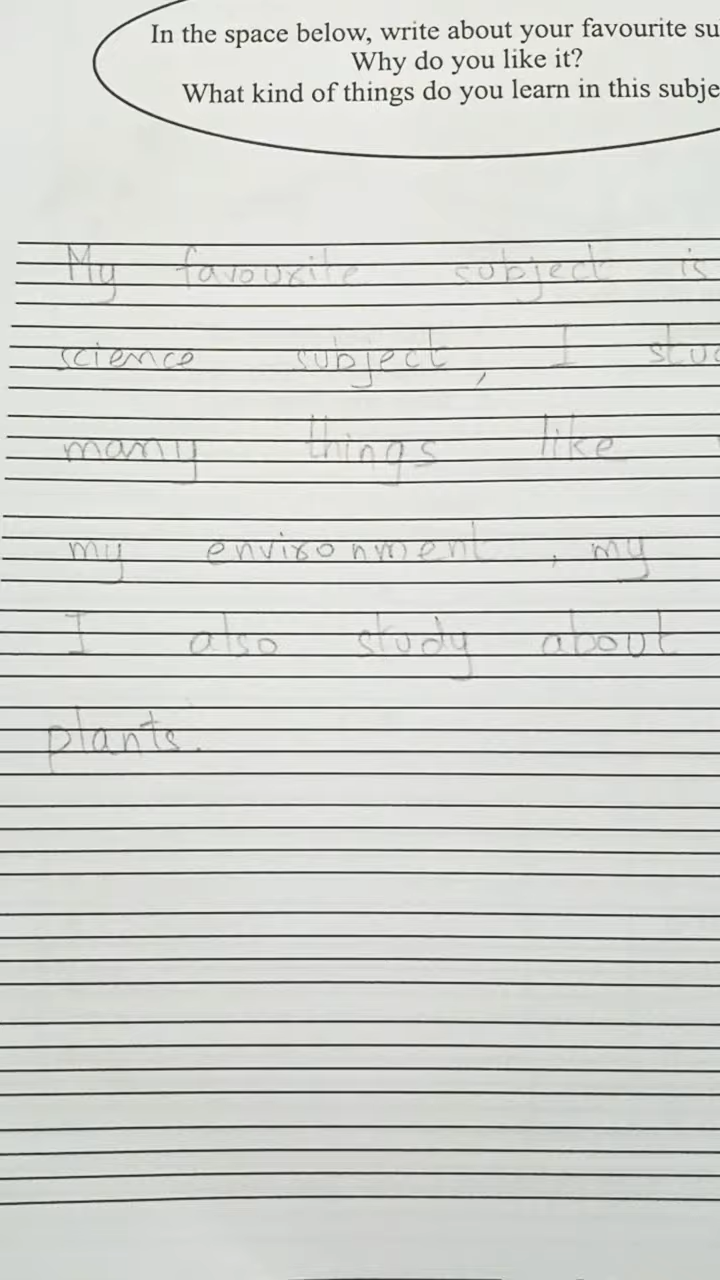 In the space below, write about your favourite su
Why do you like it?
What kind of things do you learn in this subje
My favourite subject is
science subject, I stud
many things like
my environment, my
I also study about
plants.